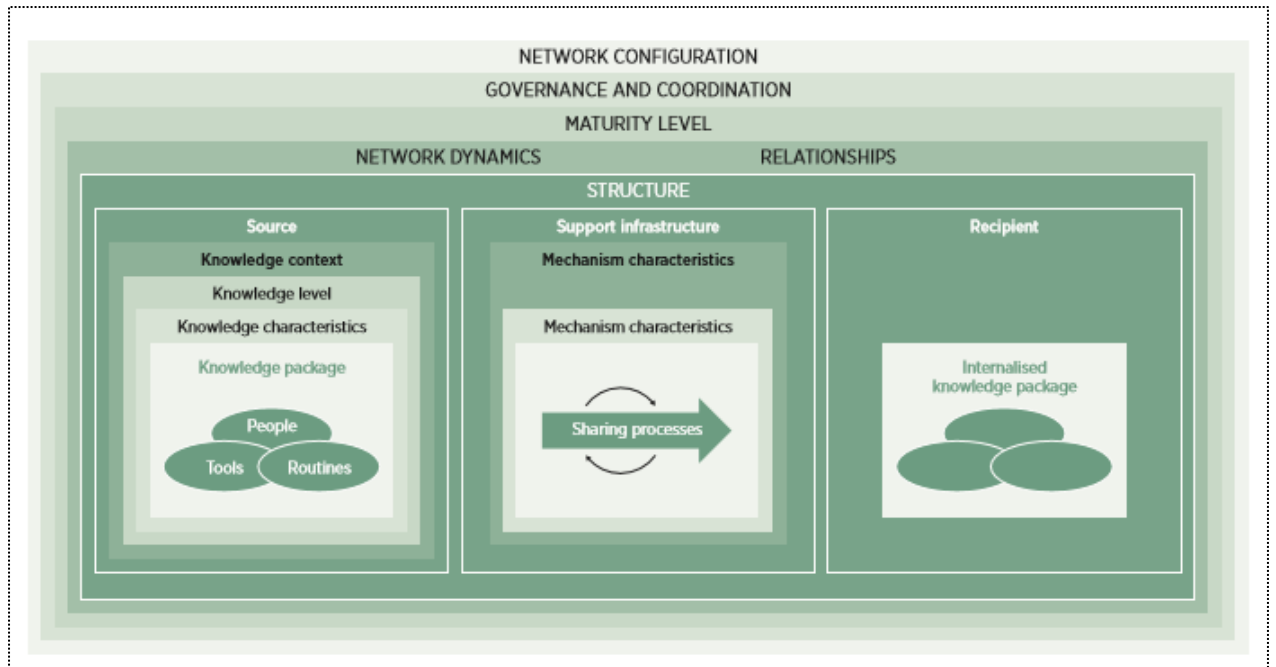 NETWORK CONFIGURATION
GOVERNANCE AND COORDINATION
MATURITY LEVEL
NETWORK DYNAMICS
RELATIONSHIPS
STRUCTURE
Source
Knowledge context
Knowledge level
Knowledge characteristics
Knowledge package
People
Tools
Routines
Support infrastructure
Mechanism characteristics
Mechanism characteristics
Sharing processes
Recipient
Internalised
knowledge package